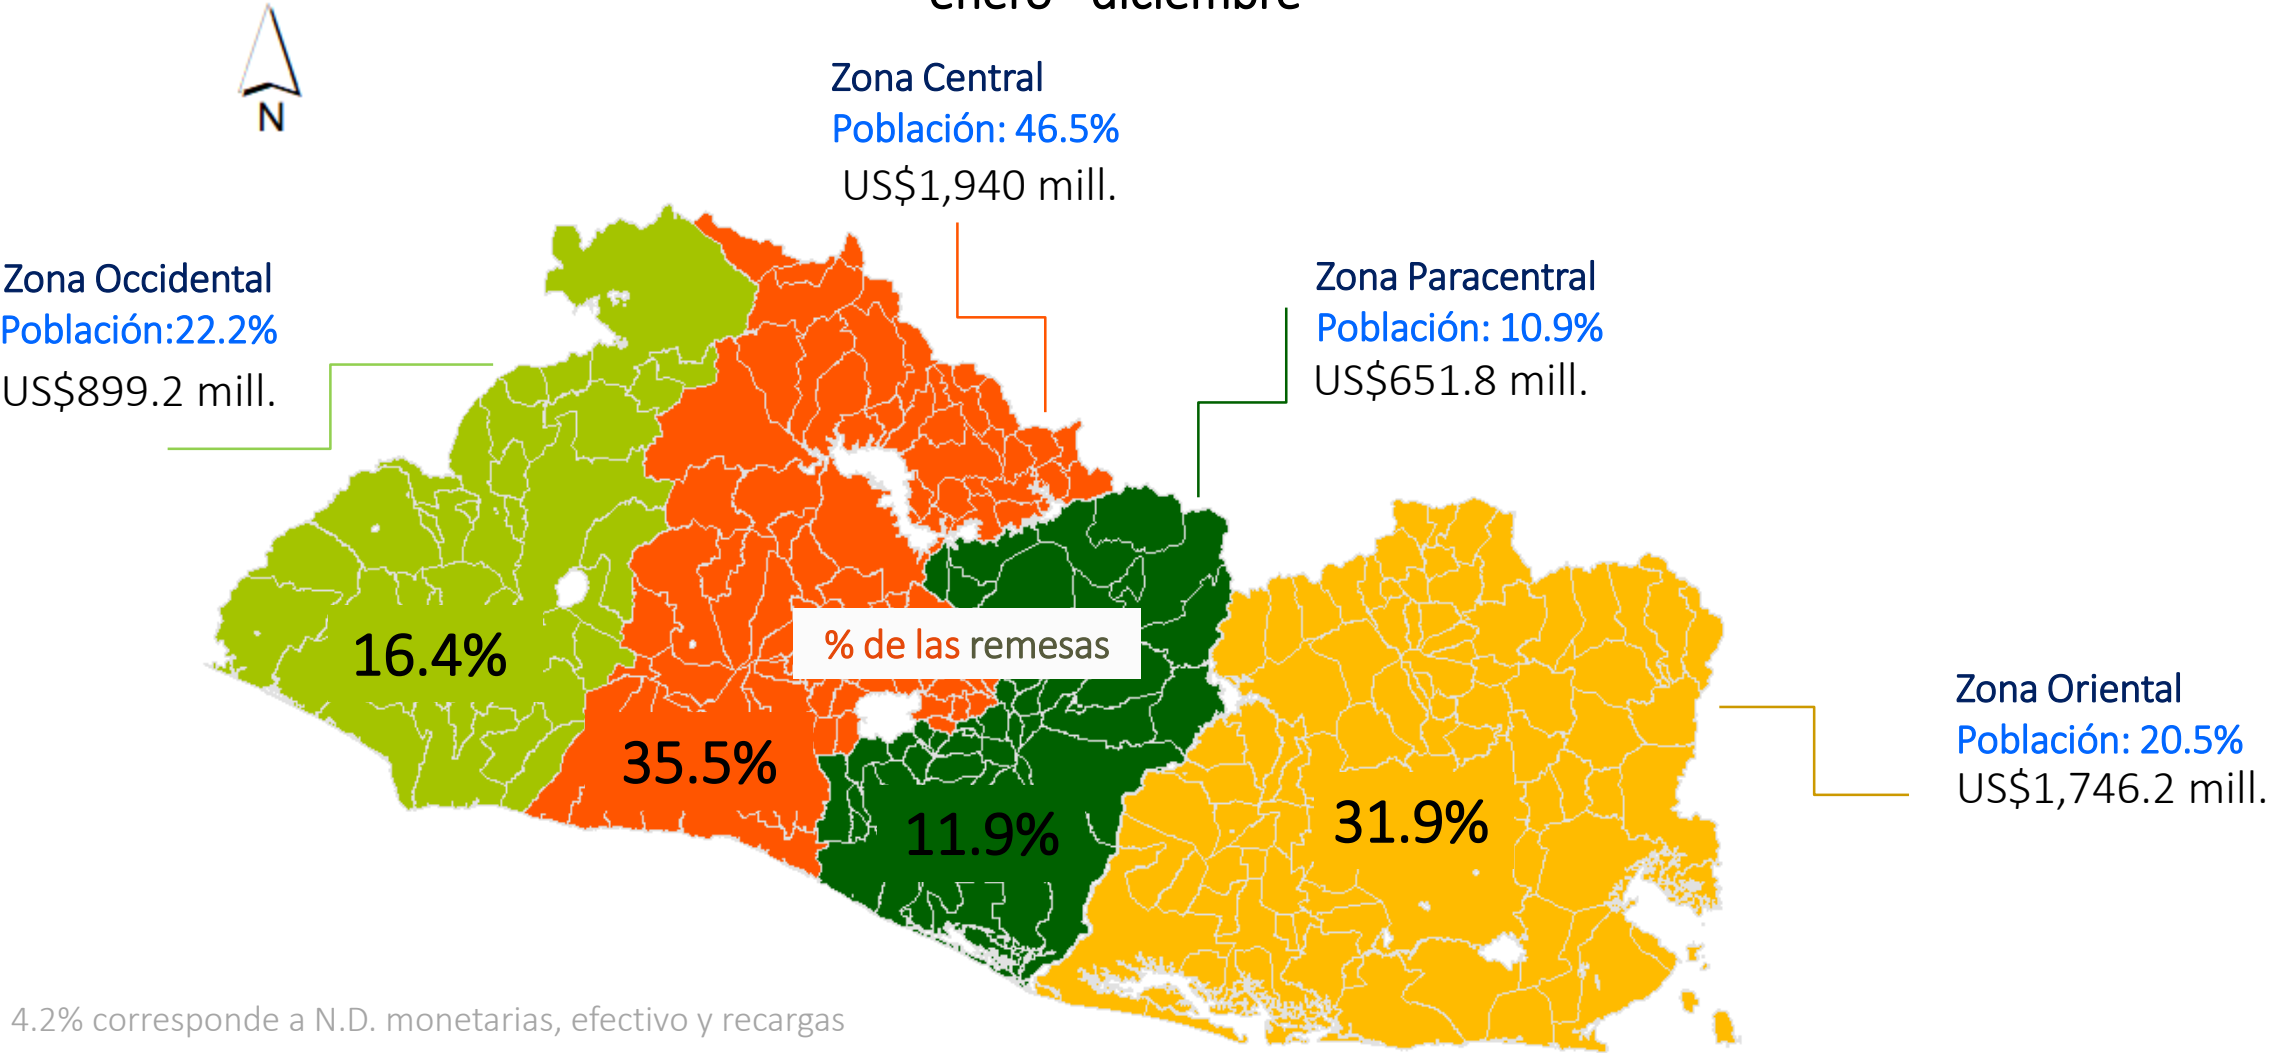 enero - diciembre
N
Zona Central
Población: 46.5%
US$1,940 mill.
Zona Occidental
Población:22.2%
US$899.2 mill.
Zona Paracentral
Población: 10.9%
US$651.8 mill.
% de las remesas
16.4%
35.5%
11.9%
31.9%
Zona Oriental
Población: 20.5%
US$1,746.2 mill.
4.2% corresponde a N.D. monetarias, efectivo y recargas